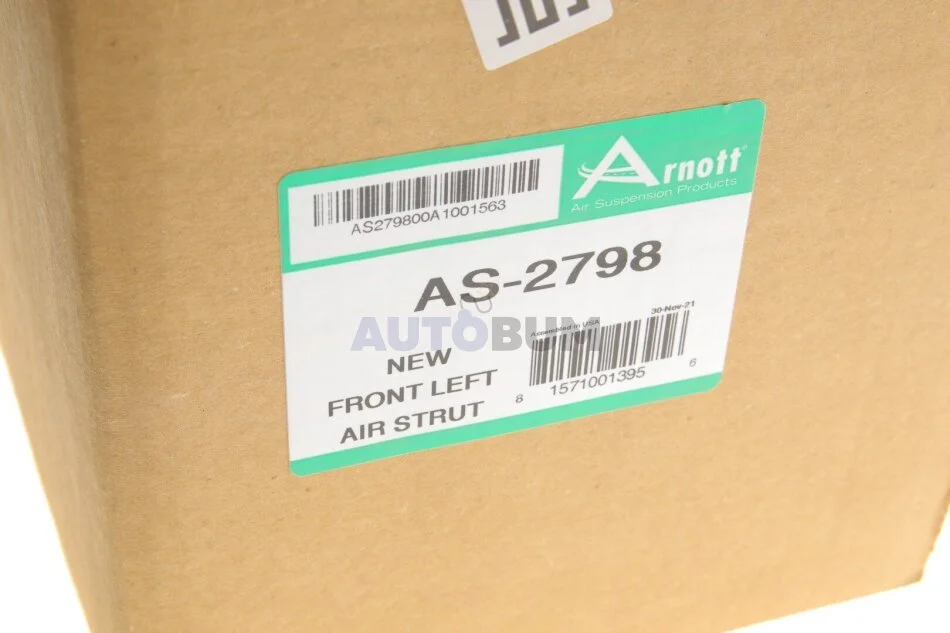 Arnott®
Air Suspension Products
AS279800A1001563
AS-2798
30-Nov-21
Assembled in USA
AUTOBUM
NEW
FRONT LEFT
AIR STRUT
8 1571001395 6